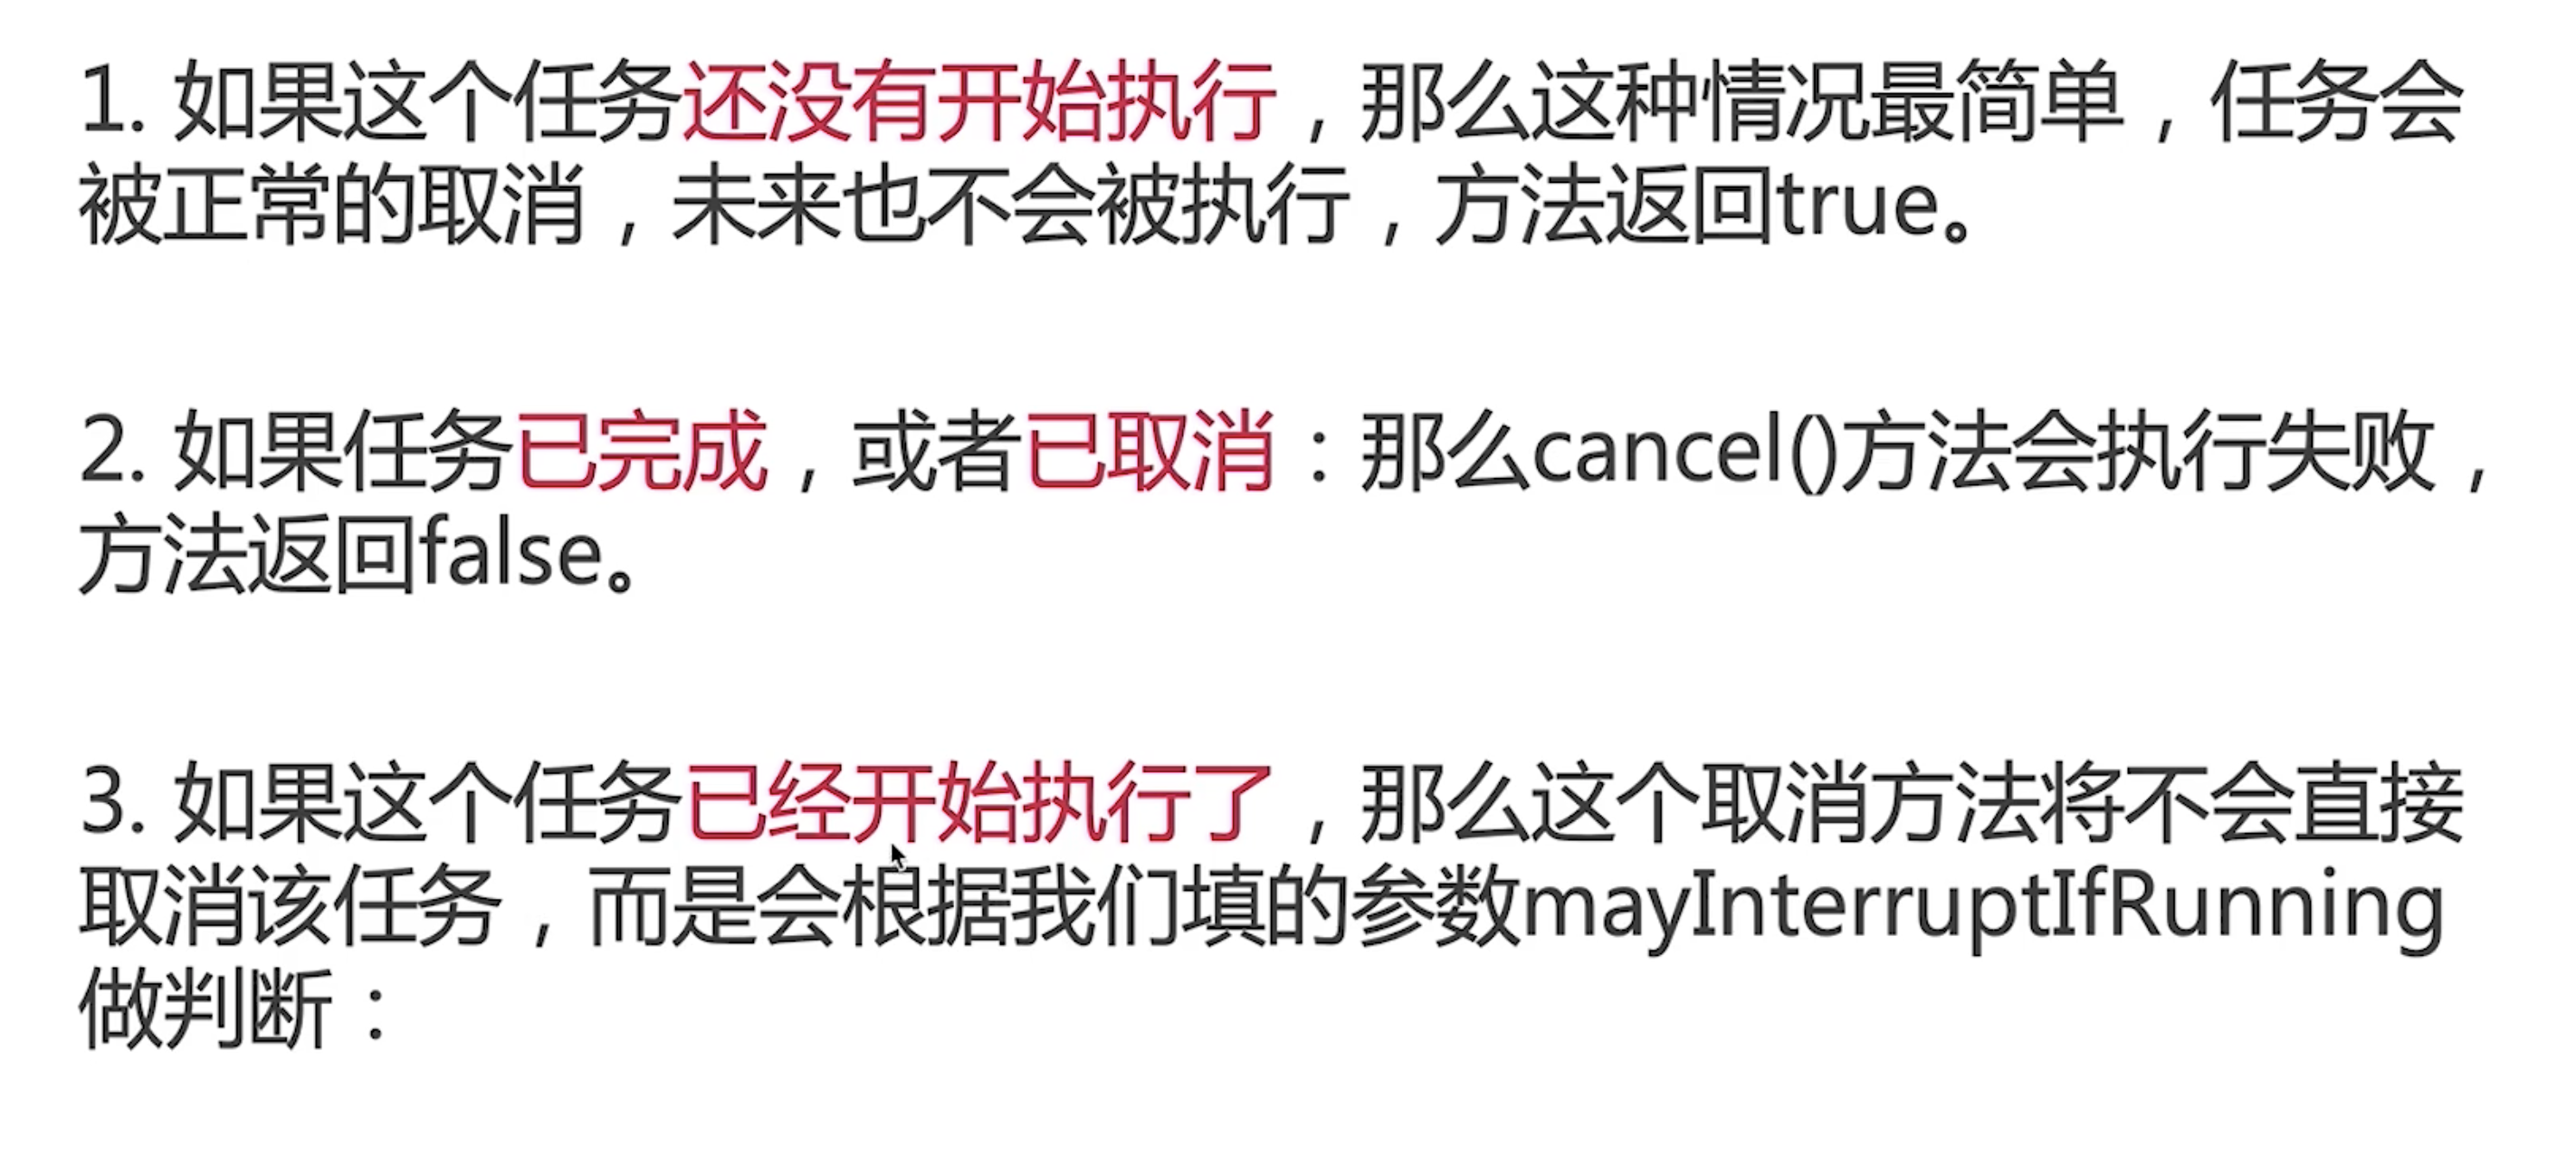 1. 如果这个任务还没有开始执行，那么这种情况最简单，任务会
被正常的取消，未来也不会被执行，方法返回true。
2. 如果任务已完成，或者已取消：那么cancel()方法会执行失败，
方法返回false。
3. 如果这个任务已经开始执行了，那么这个取消方法将不会直接
取消该任务，而是会根据我们填的参数mayInterruptIfRunning
做判断：